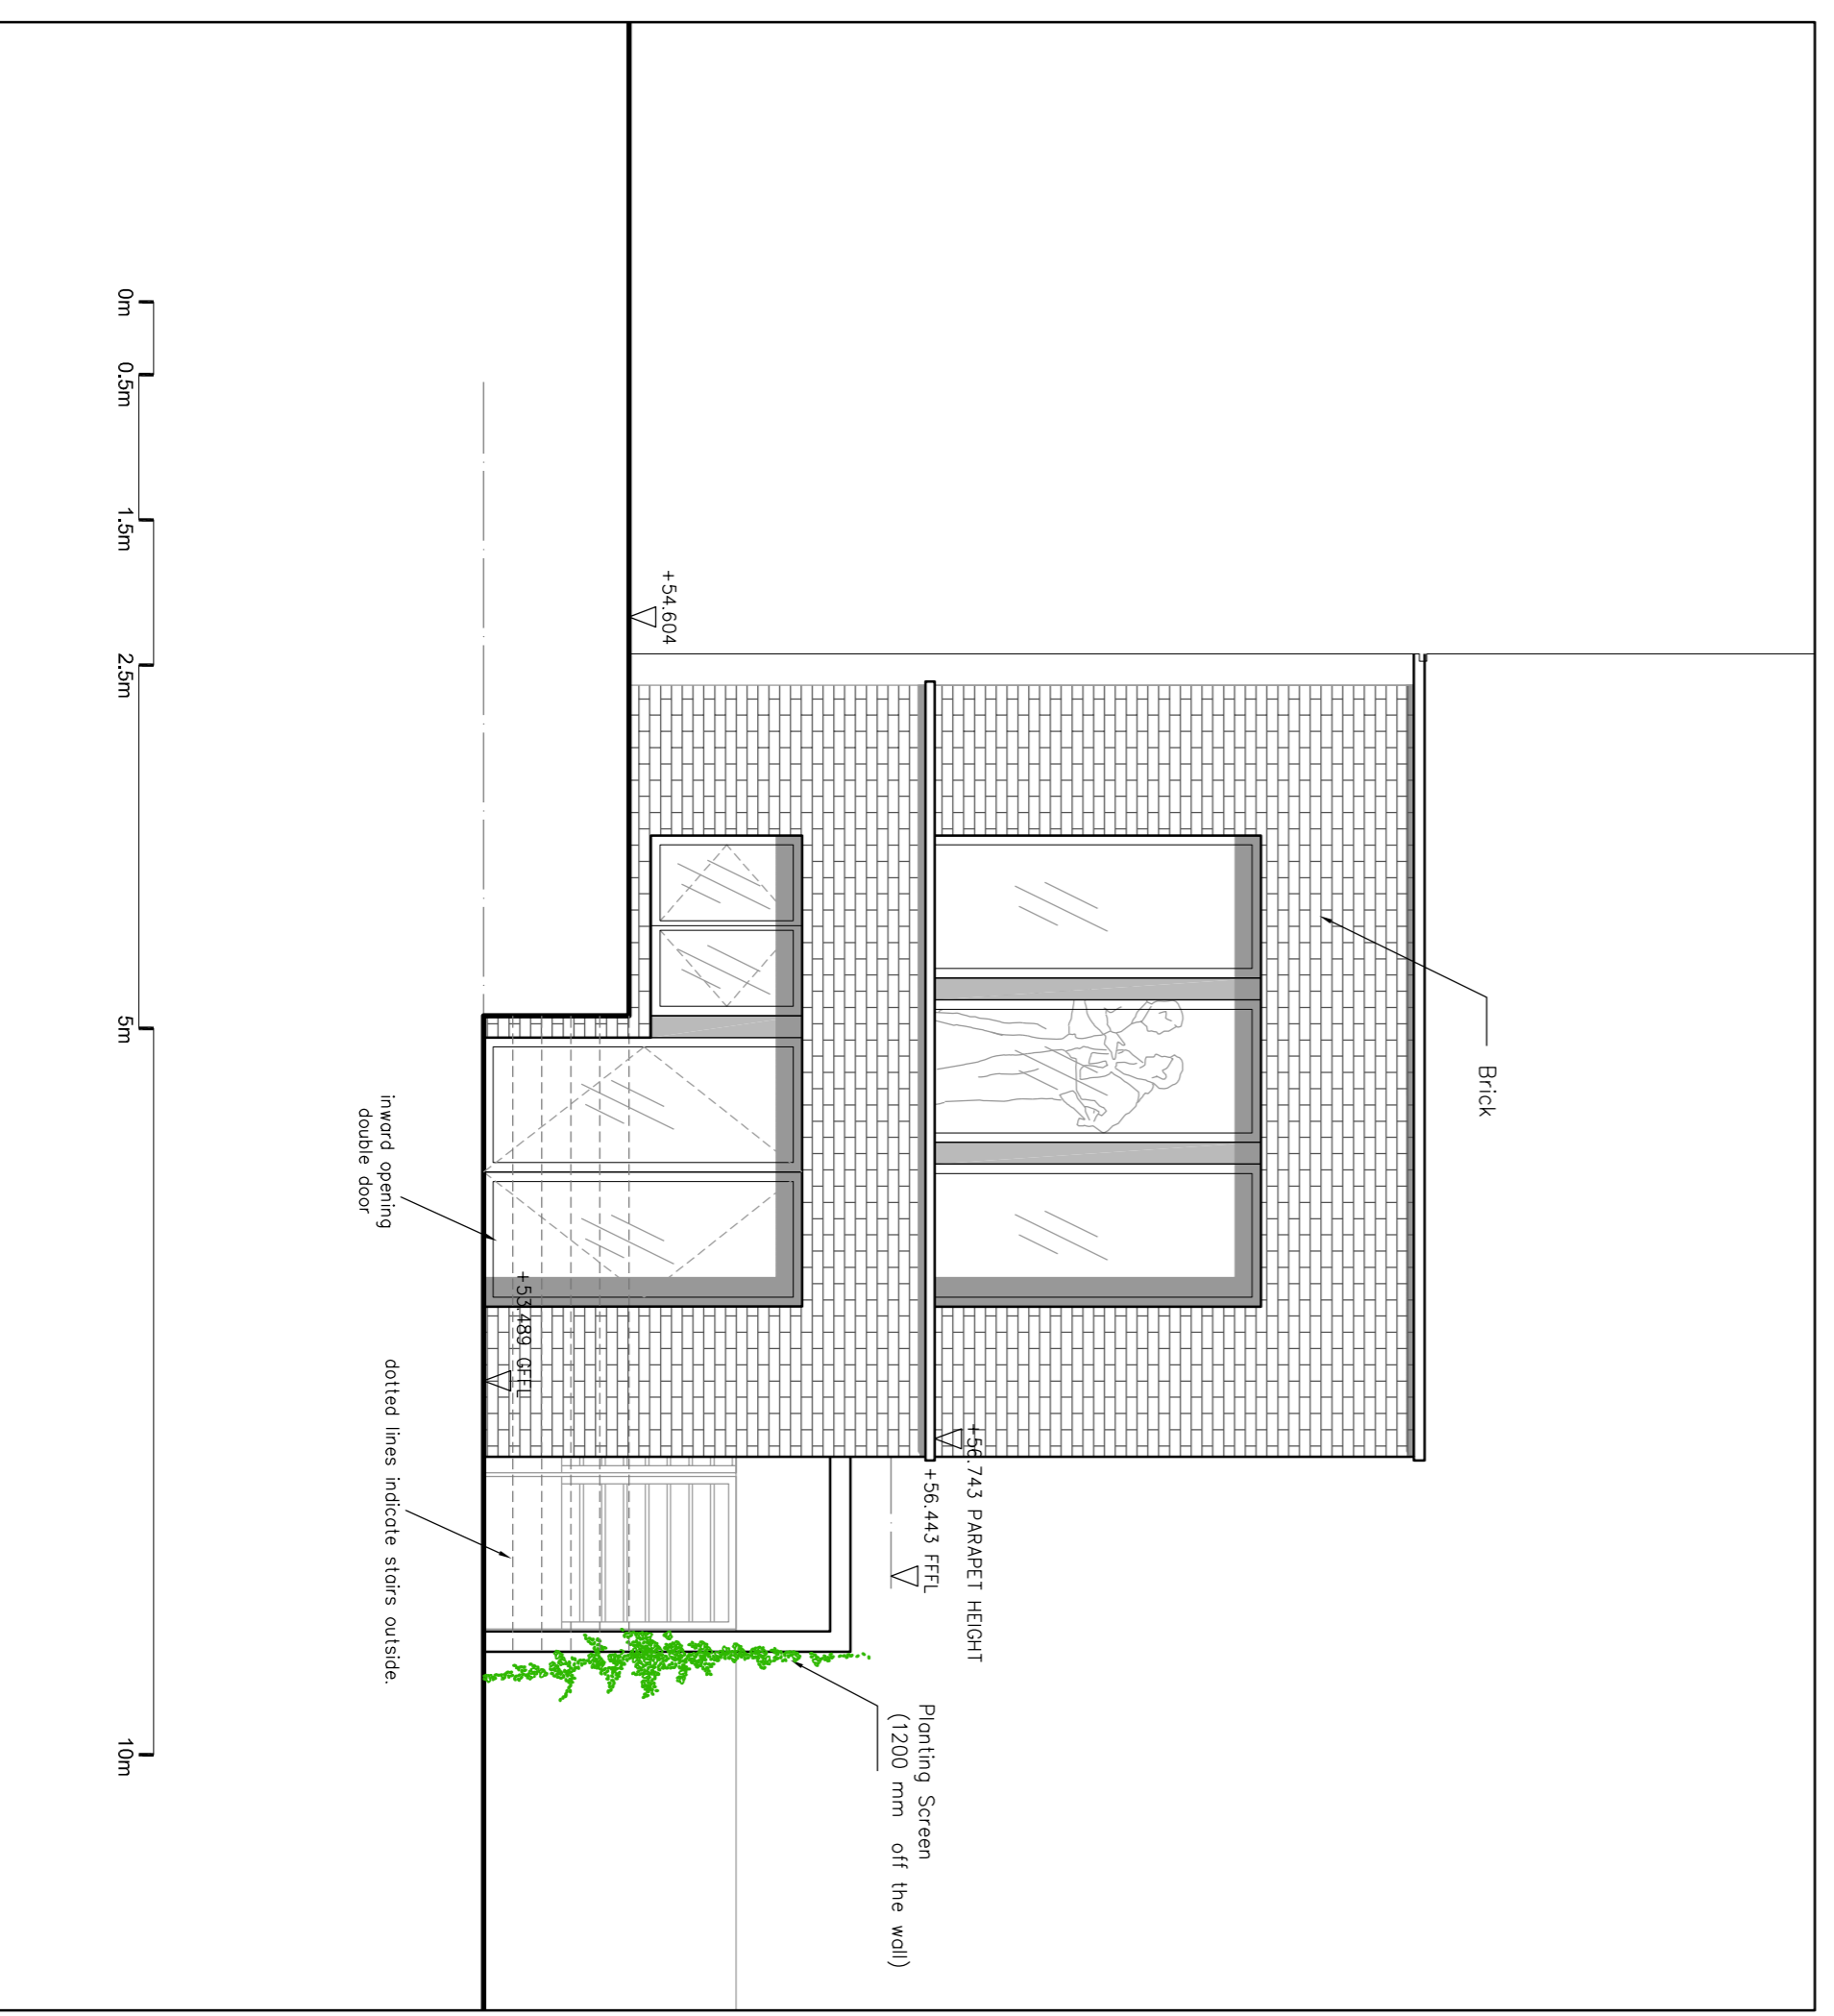 Brick
+54.604
+56.743 PARAPET HEIGHT
+56.443 FFFL
Planting Screen
(1200 mm off the wall)
+53.489 GFFL
inward opening
double door
dotted lines indicate stairs outside.
0m 0.5m 1.5m 2.5m 5m 10m